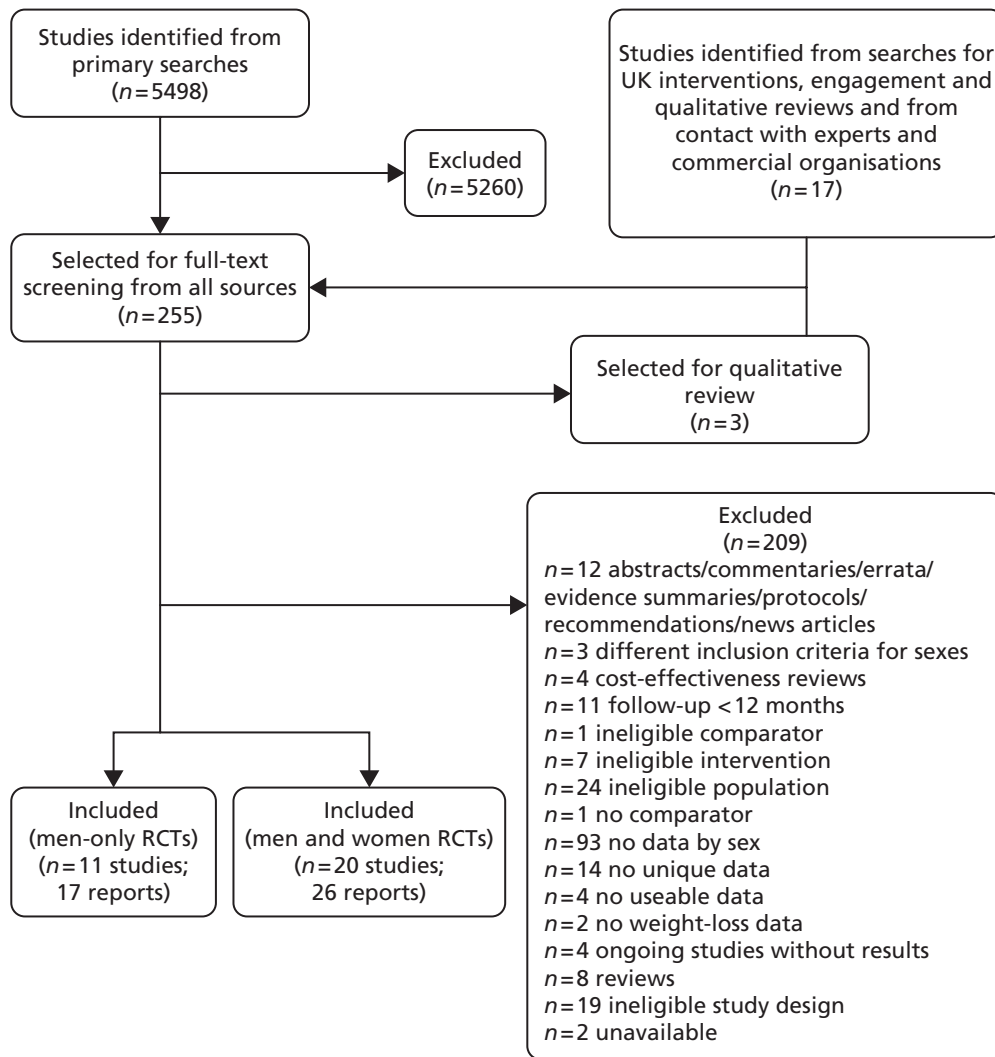 Studies identified from
primary searches
(n=5498)
Studies identified from searches for
UK interventions, engagement and
qualitative reviews and from
contact with experts and
commercial organisations
(n=17)
Excluded
(n=5260)
Selected for full-text
screening from all sources
(n=255)
Selected for qualitative
review
(n=3)
Excluded
(n=209)
n=12 abstracts/commentaries/errata/
evidence summaries/protocols/
recommendations/news articles
n=3 different inclusion criteria for sexes
n=4 cost-effectiveness reviews
n=11 follow-up <12 months
n=1 ineligible comparator
n=7 ineligible intervention
n=24 ineligible population
n=1 no comparator
n=93 no data by sex
n=14 no unique data
n=4 no useable data
n=2 no weight-loss data
n=4 ongoing studies without results
n=8 reviews
n=19 ineligible study design
n=2 unavailable
Included
(men-only RCTs)
(n=11 studies;
17 reports)
Included
(men and women RCTs)
(n=20 studies;
26 reports)